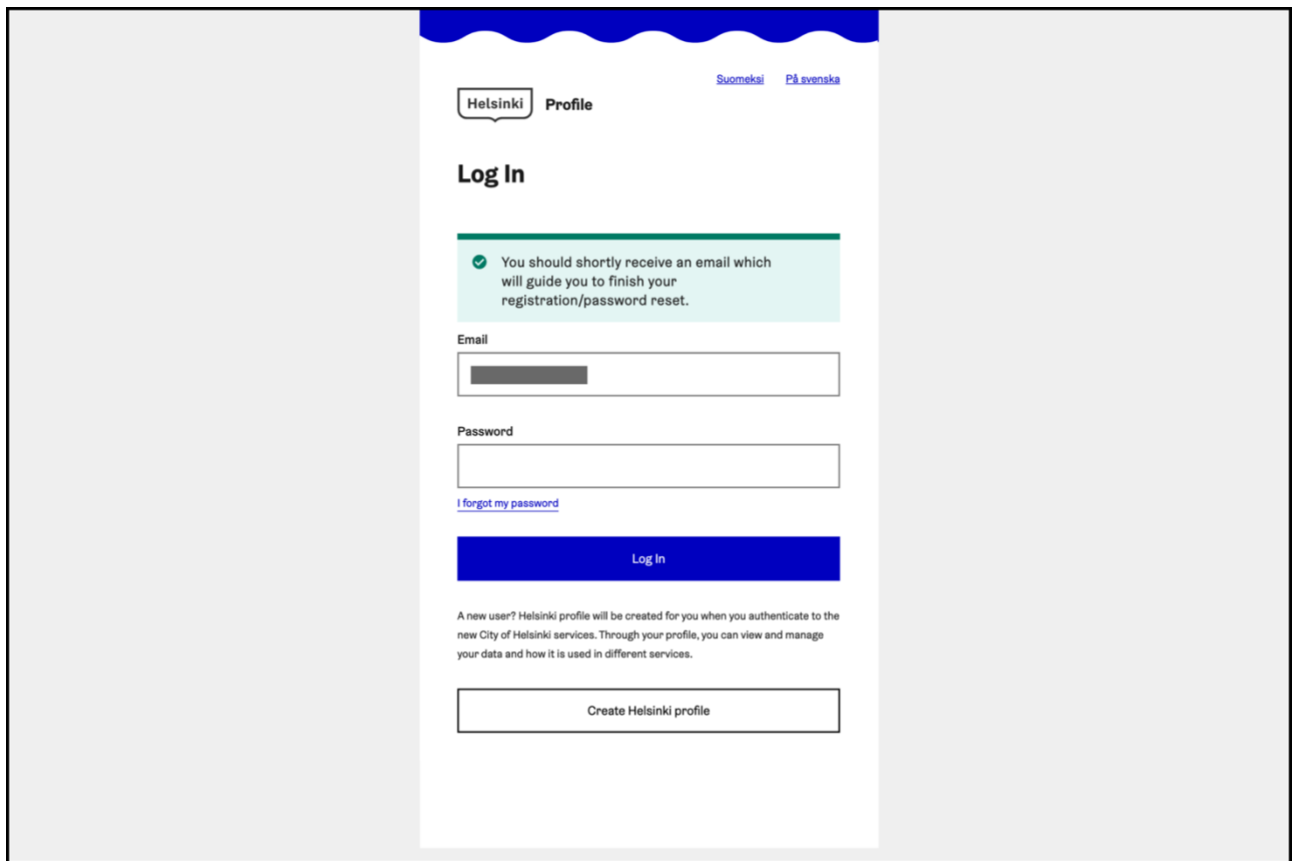 Suomeksi På svenska
Helsinki Profile
Log In
You should shortly receive an email which
will guide you to finish your
registration/password reset.
Email
Password
I forgot my password
Log In
A new user? Helsinki profile will be created for you when you authenticate to the
new City of Helsinki services. Through your profile, you can view and manage
your data and how it is used in different services.
Create Helsinki profile